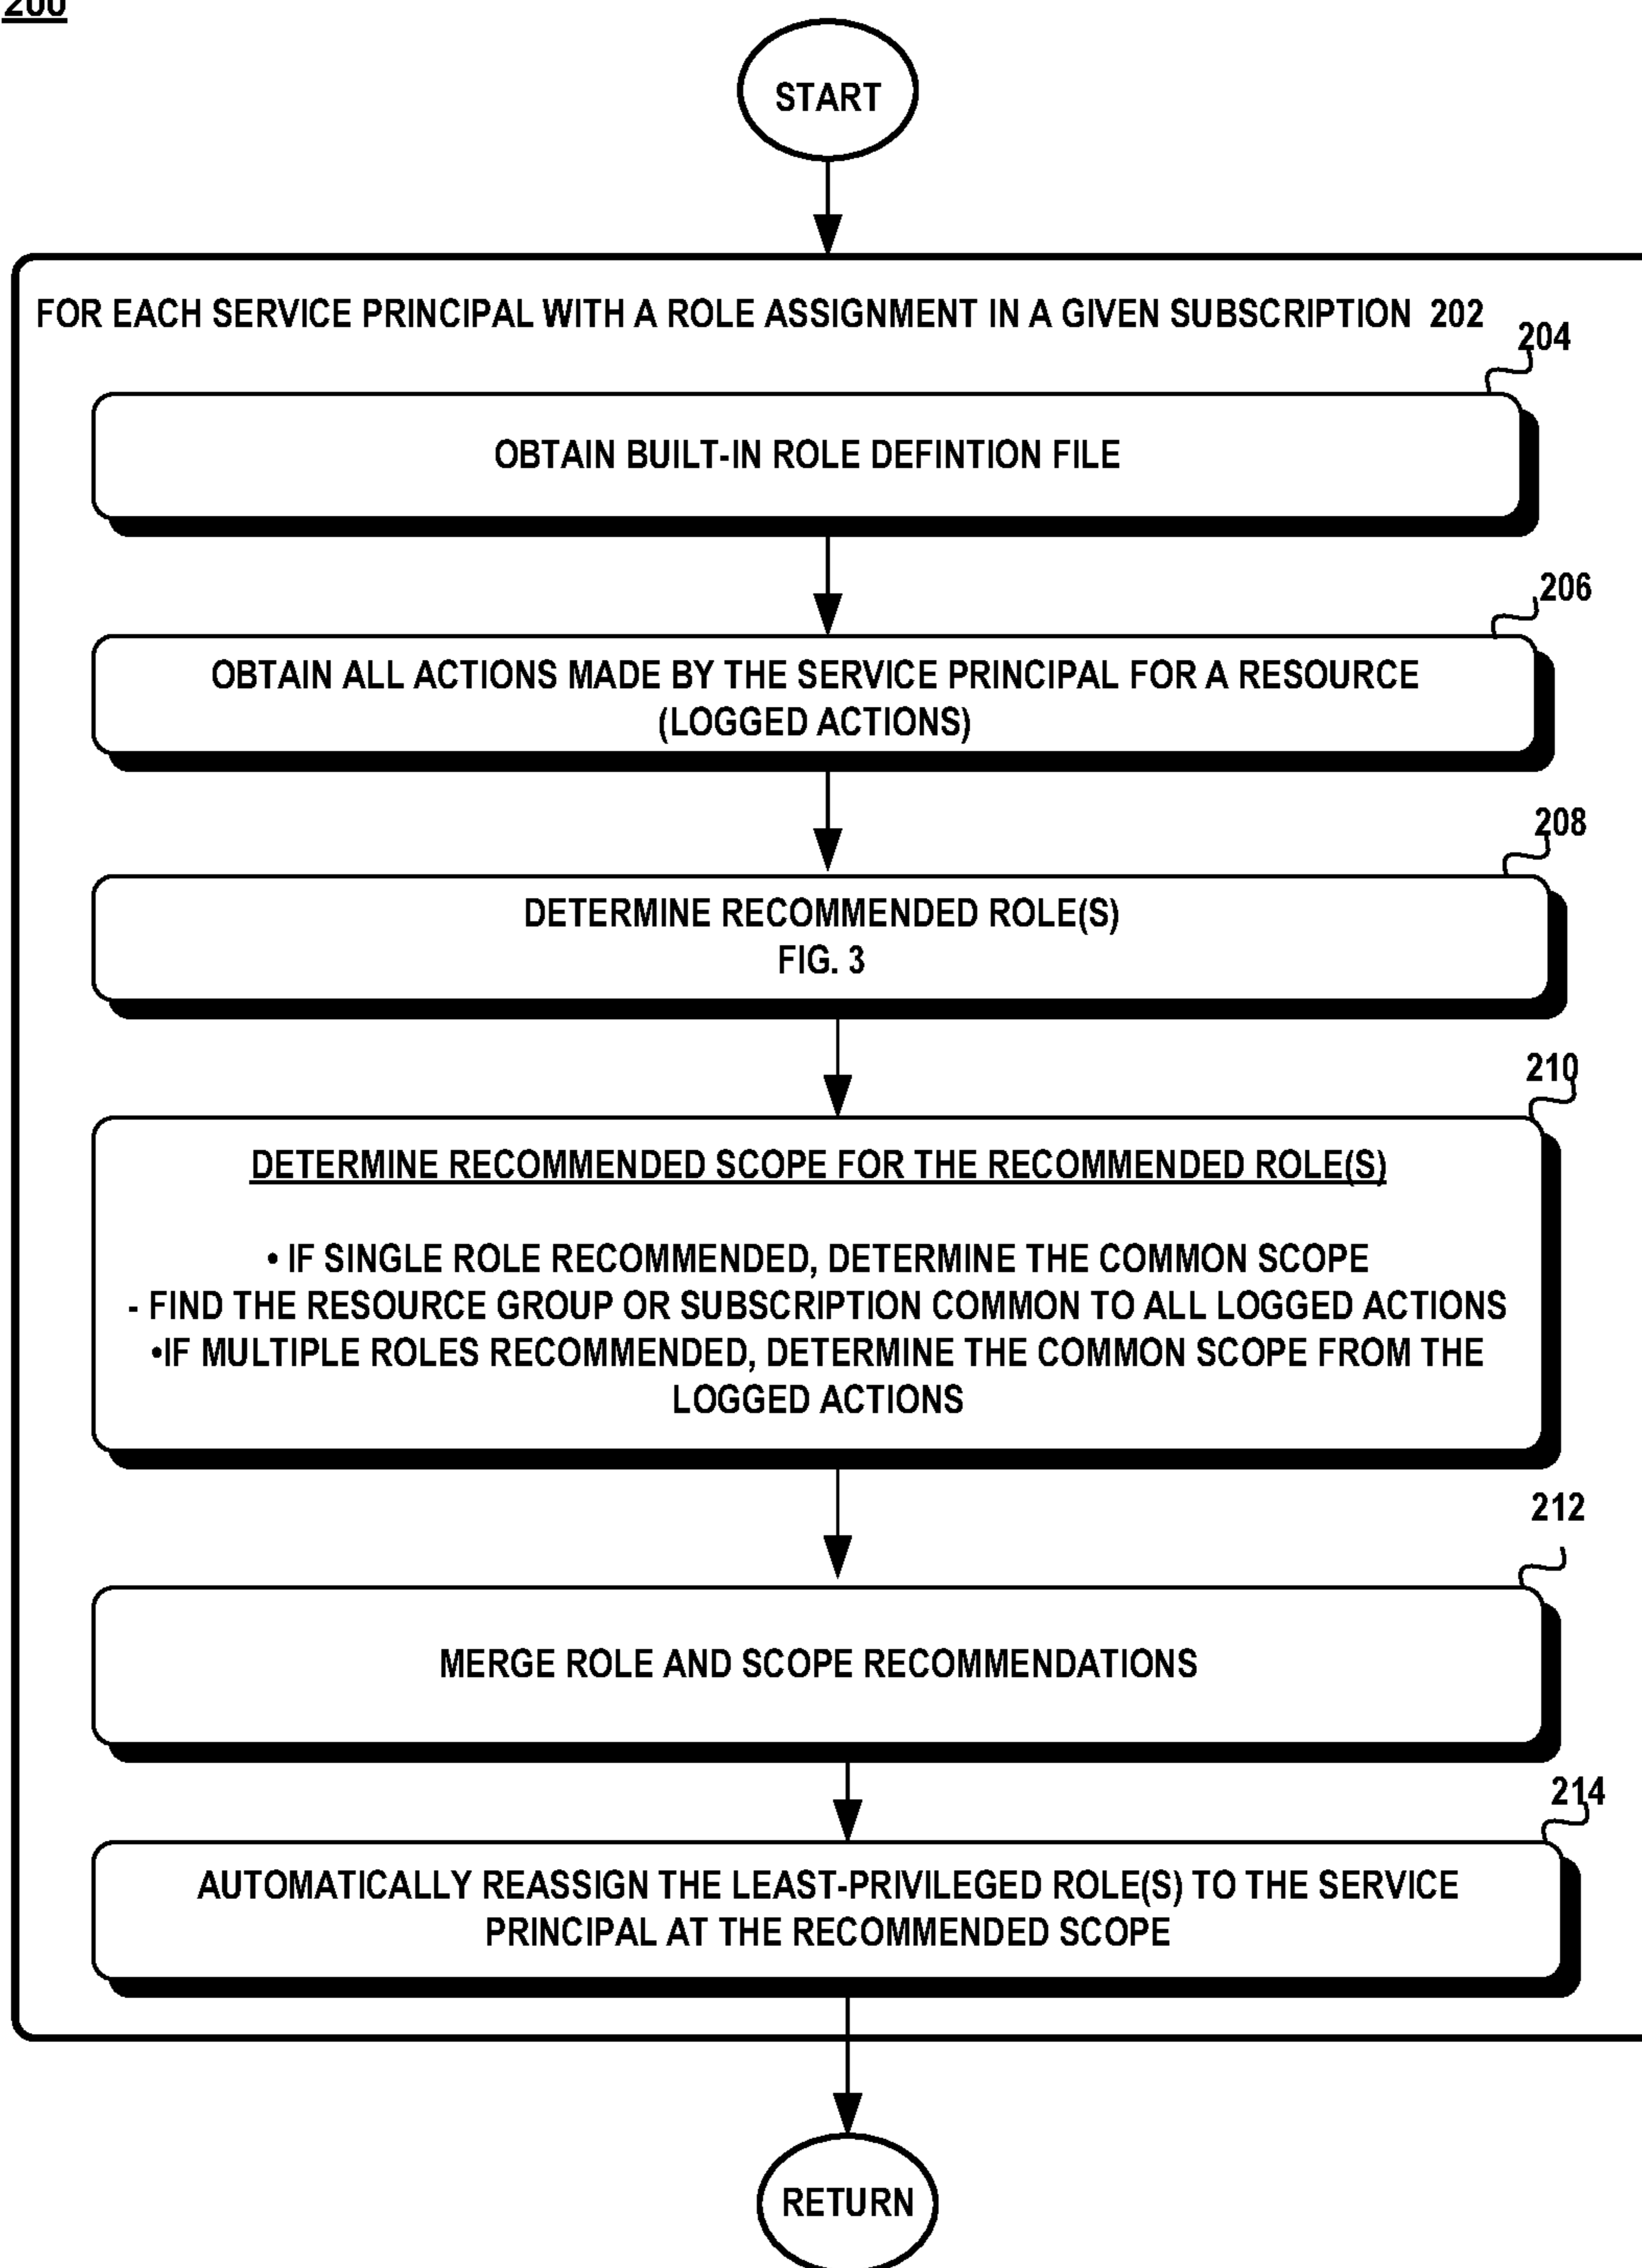 200
START
FOR EACH SERVICE PRINCIPAL WITH A ROLE ASSIGNMENT IN A GIVEN SUBSCRIPTION 202
204
OBTAIN BUILT-IN ROLE DEFINTION FILE
206
OBTAIN ALL ACTIONS MADE BY THE SERVICE PRINCIPAL FOR A RESOURCE
(LOGGED ACTIONS)
208
DETERMINE RECOMMENDED ROLE(S)
FIG. 3
210
DETERMINE RECOMMENDED SCOPE FOR THE RECOMMENDED ROLE(S)
• IF SINGLE ROLE RECOMMENDED, DETERMINE THE COMMON SCOPE
- FIND THE RESOURCE GROUP OR SUBSCRIPTION COMMON TO ALL LOGGED ACTIONS
•IF MULTIPLE ROLES RECOMMENDED, DETERMINE THE COMMON SCOPE FROM THE
LOGGED ACTIONS
212
MERGE ROLE AND SCOPE RECOMMENDATIONS
214
AUTOMATICALLY REASSIGN THE LEAST-PRIVILEGED ROLE(S) TO THE SERVICE
PRINCIPAL AT THE RECOMMENDED SCOPE
RETURN